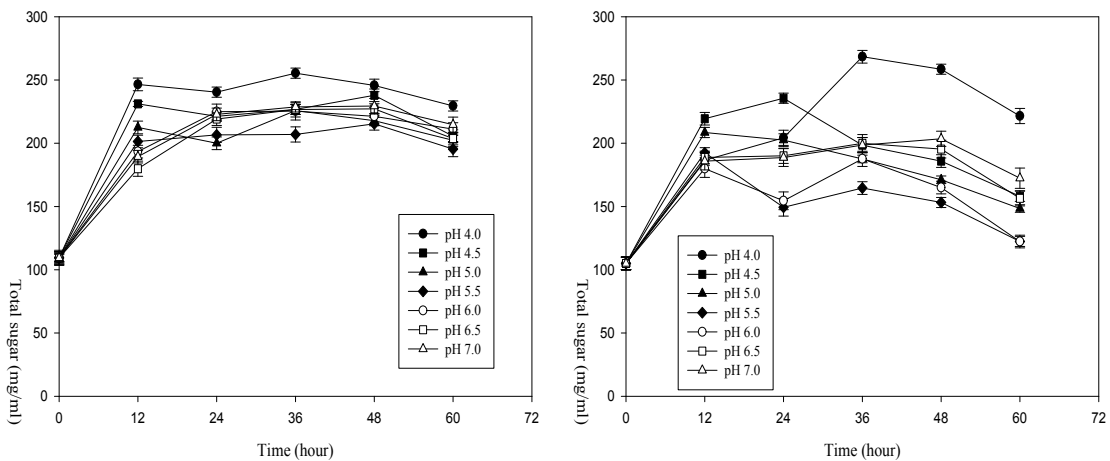 300
250
200
150
100
50
0
Total sugar (mg/ml)
0 12 24 36 48 60 72
Time (hour)
pH 4.0
pH 4.5
pH 5.0
pH 5.5
pH 6.0
pH 6.5
pH 7.0
300
250
200
150
100
50
0
Total sugar (mg/ml)
0 12 24 36 48 60 72
Time (hour)
pH 4.0
pH 4.5
pH 5.0
pH 5.5
pH 6.0
pH 6.5
pH 7.0